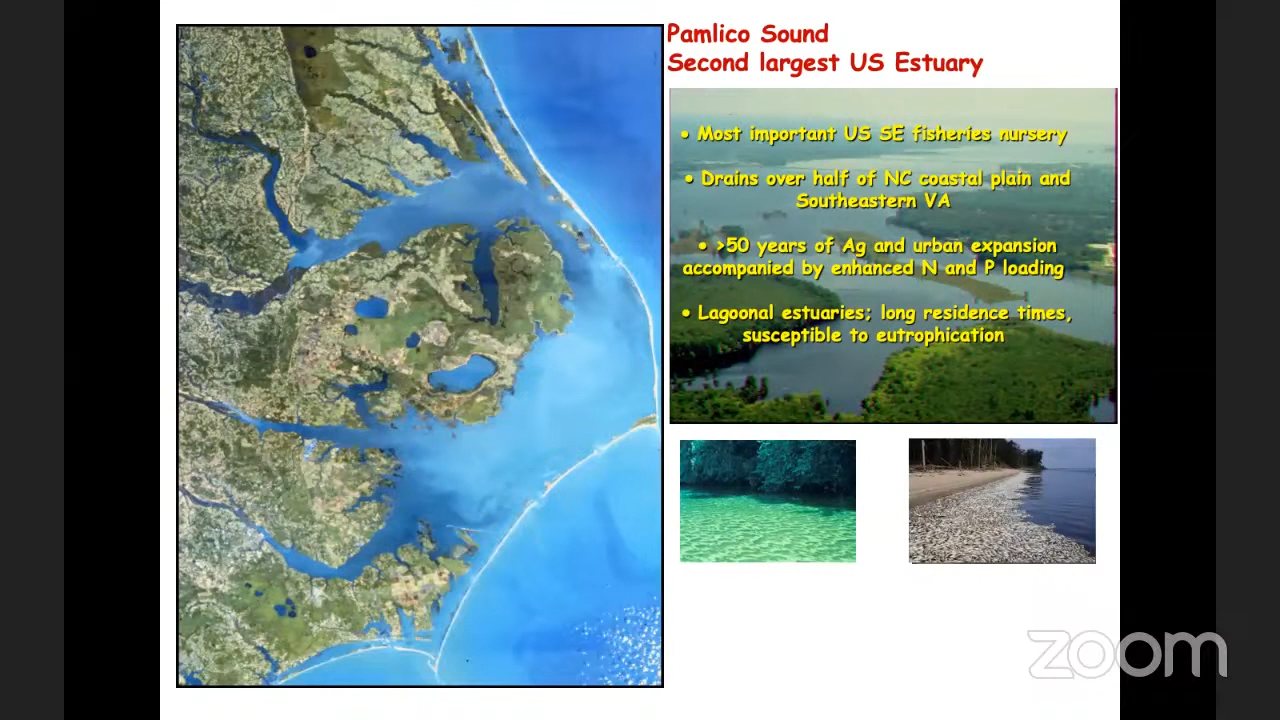 Pamlico Sound
Second largest US Estuary
• Most important US SE fisheries nursery
• Drains over half of NC coastal plain and
Southeastern VA
• >50 years of Ag and urban expansion
accompanied by enhanced N and P loading
• Lagoonal estuaries; long residence times,
susceptible to eutrophication
zoom